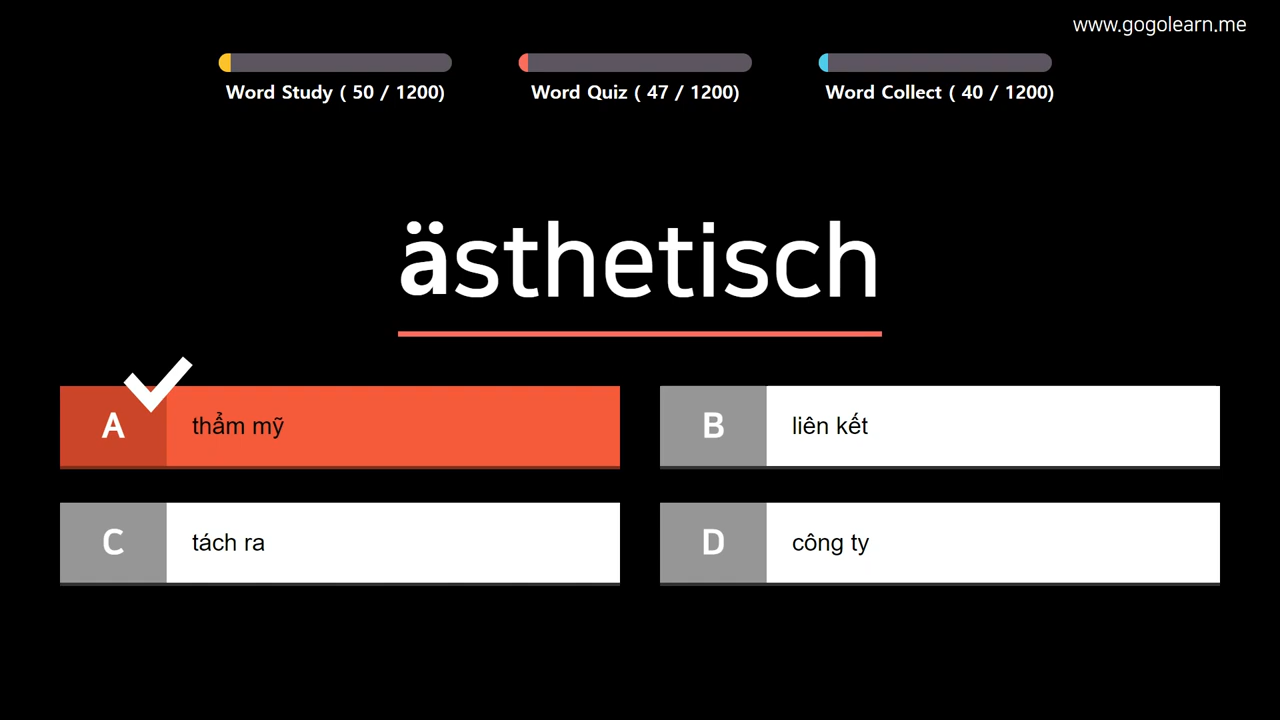 www.gogolearn.me
Word Study ( 50 / 1200)
Word Quiz ( 47 / 1200)
Word Collect ( 40 / 1200)
ästhetisch
A thẩm mỹ
B liên kết
C tách ra
D công ty